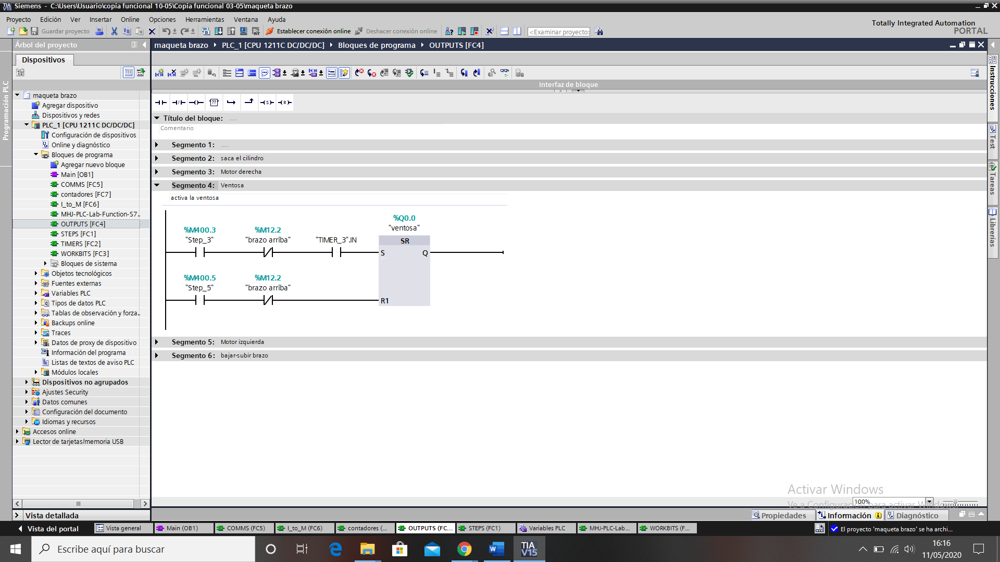 Siemens - C:\Users\Usuario\copia funcional 10-05\Copia funcional 03-05\maqueta brazo
Proyecto Edición Ver Insertar Online Opciones Herramientas Ventana Ayuda
Guardar proyecto Establecer conexión online Deshacer conexión online <Examinar proyecto>
Totally Integrated Automation
PORTAL
Árbol del proyecto
maqueta brazo PLC_1 [CPU 1211C DC/DC/DC] Bloques de programa OUTPUTS [FC4]
Dispositivos
Programación PLC
maqueta brazo
Agregar dispositivo
Dispositivos y redes
PLC_1 [CPU 1211C DC/DC/DC]
Configuración de dispositivos
Online y diagnóstico
Bloques de programa
Agregar nuevo bloque
Main [OB1]
COMMS [FC5]
contadores [FC7]
I_to_M [FC6]
MHJ-PLC-Lab-Function-S7..
OUTPUTS [FC4]
STEPS [FC1]
TIMERS [FC2]
WORKBITS [FC3]
Bloques de sistema
Objetos tecnológicos
Fuentes externas
Variables PLC
Tipos de datos PLC
Tablas de observación y forza..
Backups online
Traces
Datos de proxy de dispositivo
Información del programa
Listas de textos de aviso PLC
Módulos locales
Dispositivos no agrupados
Ajustes Security
Datos comunes
Configuración del documento
Idiomas y recursos
Accesos online
Lector de tarjetas/memoria USB
Vista detallada
Interfaz de bloque
Título del bloque: .....
Comentario
Segmento 1: .....
Segmento 2: saca el cilindro
Segmento 3: Motor derecha
Segmento 4: Ventosa
activa la ventosa
%Q0.0
"ventosa"
%M400.3 %M12.2
"Step_3" "brazo arriba" "TIMER_3".IN
SR
S Q
%M400.5 %M12.2
"Step_5" "brazo arriba"
R1
Segmento 5: Motor izquierda
Segmento 6: bajar-subir brazo
Instrucciones
Test
Tareas
Librerías
Activar Windows
Ve a Configuración para activar Windows.
100%
Propiedades Información Diagnóstico
Vista del portal Vista general Main (OB1) COMMS (FC5) I_to_M (FC6) contadores (... OUTPUTS (FC... STEPS (FC1) Variables PLC MHJ-PLC-Lab... WORKBITS (F... El proyecto 'maqueta brazo' se ha archi...
Escribe aquí para buscar
TIA
V15
16:16
11/05/2020